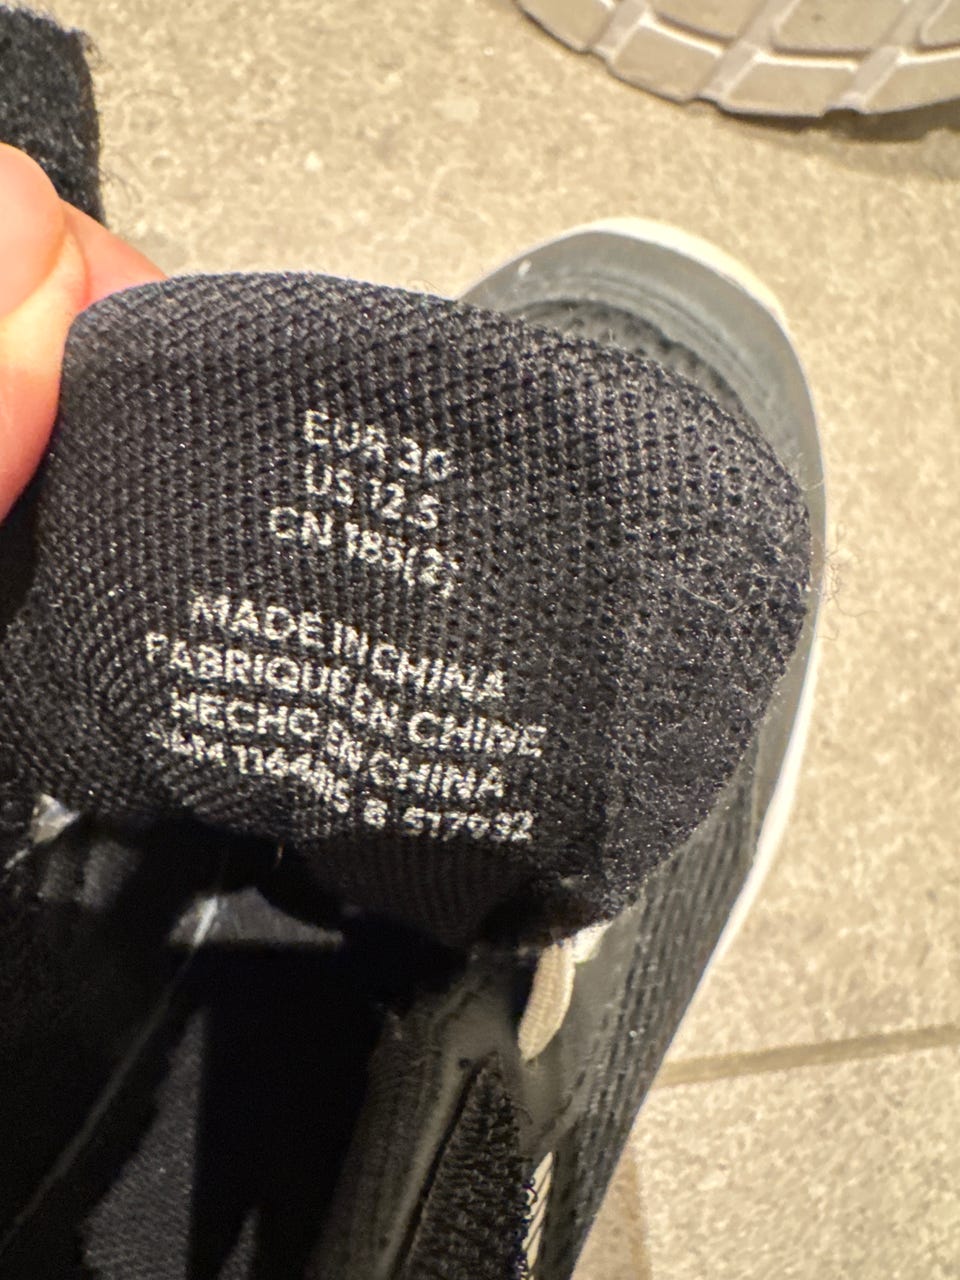 EUR 30
US 12.5
CN 185(2)
MADE IN CHINA
FABRIQUE EN CHINE
HECHO EN CHINA
& 517932